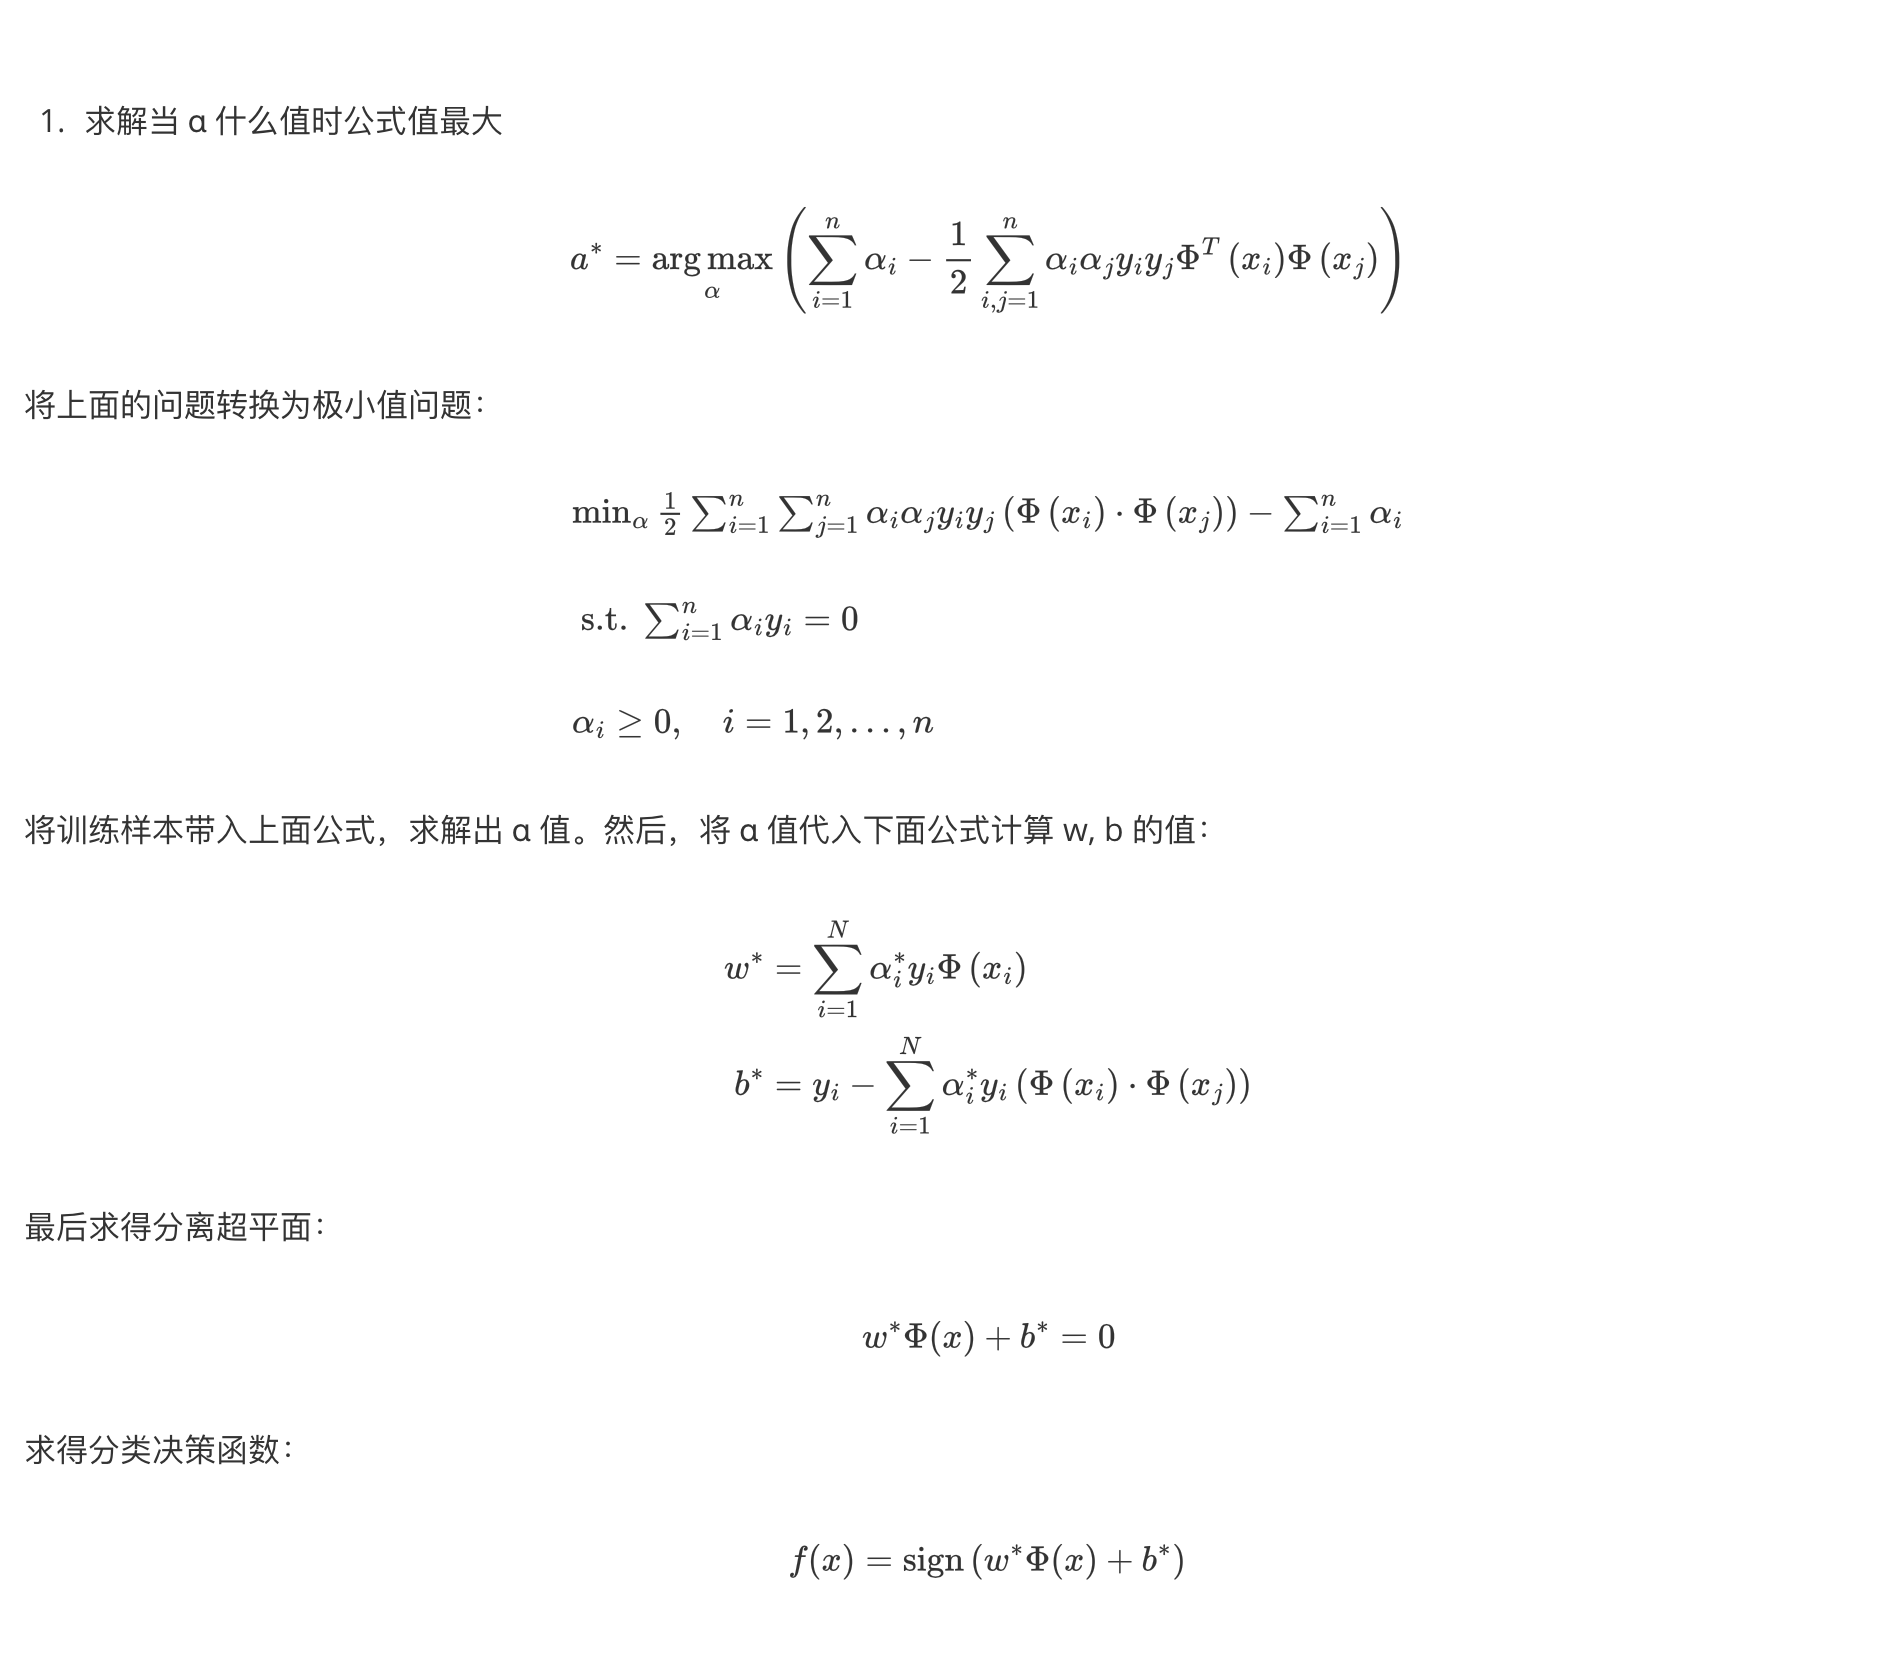 1. 求解当 α 什么值时公式值最大
$$a^* = \underset{\alpha}{\arg\max} \left( \sum_{i=1}^{n} \alpha_i - \frac{1}{2} \sum_{i,j=1}^{n} \alpha_i \alpha_j y_i y_j \Phi^T (x_i) \Phi (x_j) \right)$$
将上面的问题转换为极小值问题：
$$\min_{\alpha} \frac{1}{2} \sum_{i=1}^{n} \sum_{j=1}^{n} \alpha_i \alpha_j y_i y_j (\Phi (x_i) \cdot \Phi (x_j)) - \sum_{i=1}^{n} \alpha_i$$
$$\text{s.t. } \sum_{i=1}^{n} \alpha_i y_i = 0$$
$$\alpha_i \geq 0, \quad i = 1, 2, \ldots, n$$
将训练样本带入上面公式，求解出 α 值。然后，将 α 值代入下面公式计算 w, b 的值：
$$w^* = \sum_{i=1}^{N} \alpha_i^* y_i \Phi (x_i)$$
$$b^* = y_i - \sum_{i=1}^{N} \alpha_i^* y_i (\Phi (x_i) \cdot \Phi (x_j))$$
最后求得分离超平面：
$$w^* \Phi(x) + b^* = 0$$
求得分类决策函数：
$$f(x) = \text{sign} (w^* \Phi(x) + b^*)$$